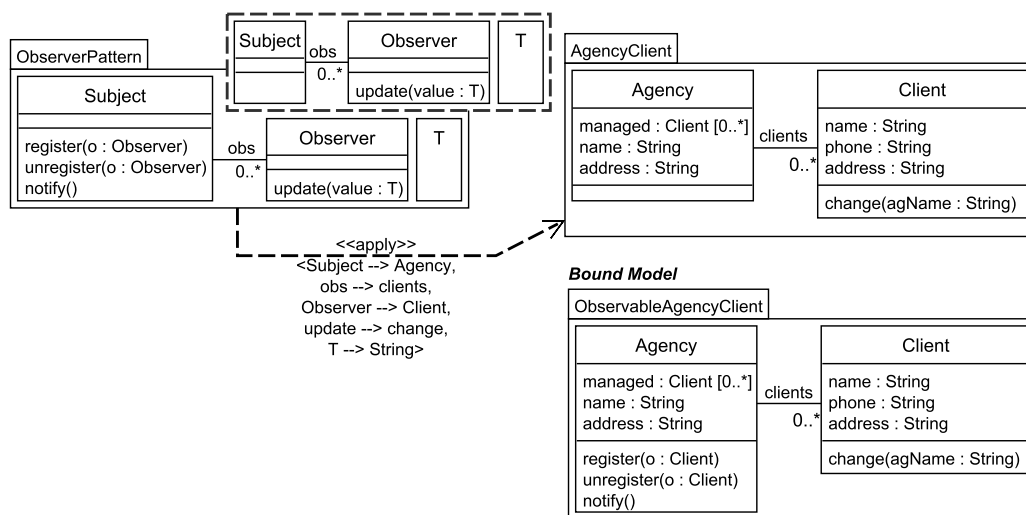 ObserverPattern
Subject
obs
0..*
Observer
update(value : T)
T
Subject
register(o : Observer)
unregister(o : Observer)
notify()
obs
0..*
Observer
update(value : T)
T
<<apply>>
<Subject --> Agency,
obs --> clients,
Observer --> Client,
update --> change,
T --> String>
AgencyClient
Agency
managed : Client [0..*]
name : String
address : String
clients
0..*
Client
name : String
phone : String
address : String
change(agName : String)
Bound Model
ObservableAgencyClient
Agency
managed : Client [0..*]
name : String
address : String
register(o : Client)
unregister(o : Client)
notify()
clients
0..*
Client
name : String
phone : String
address : String
change(agName : String)